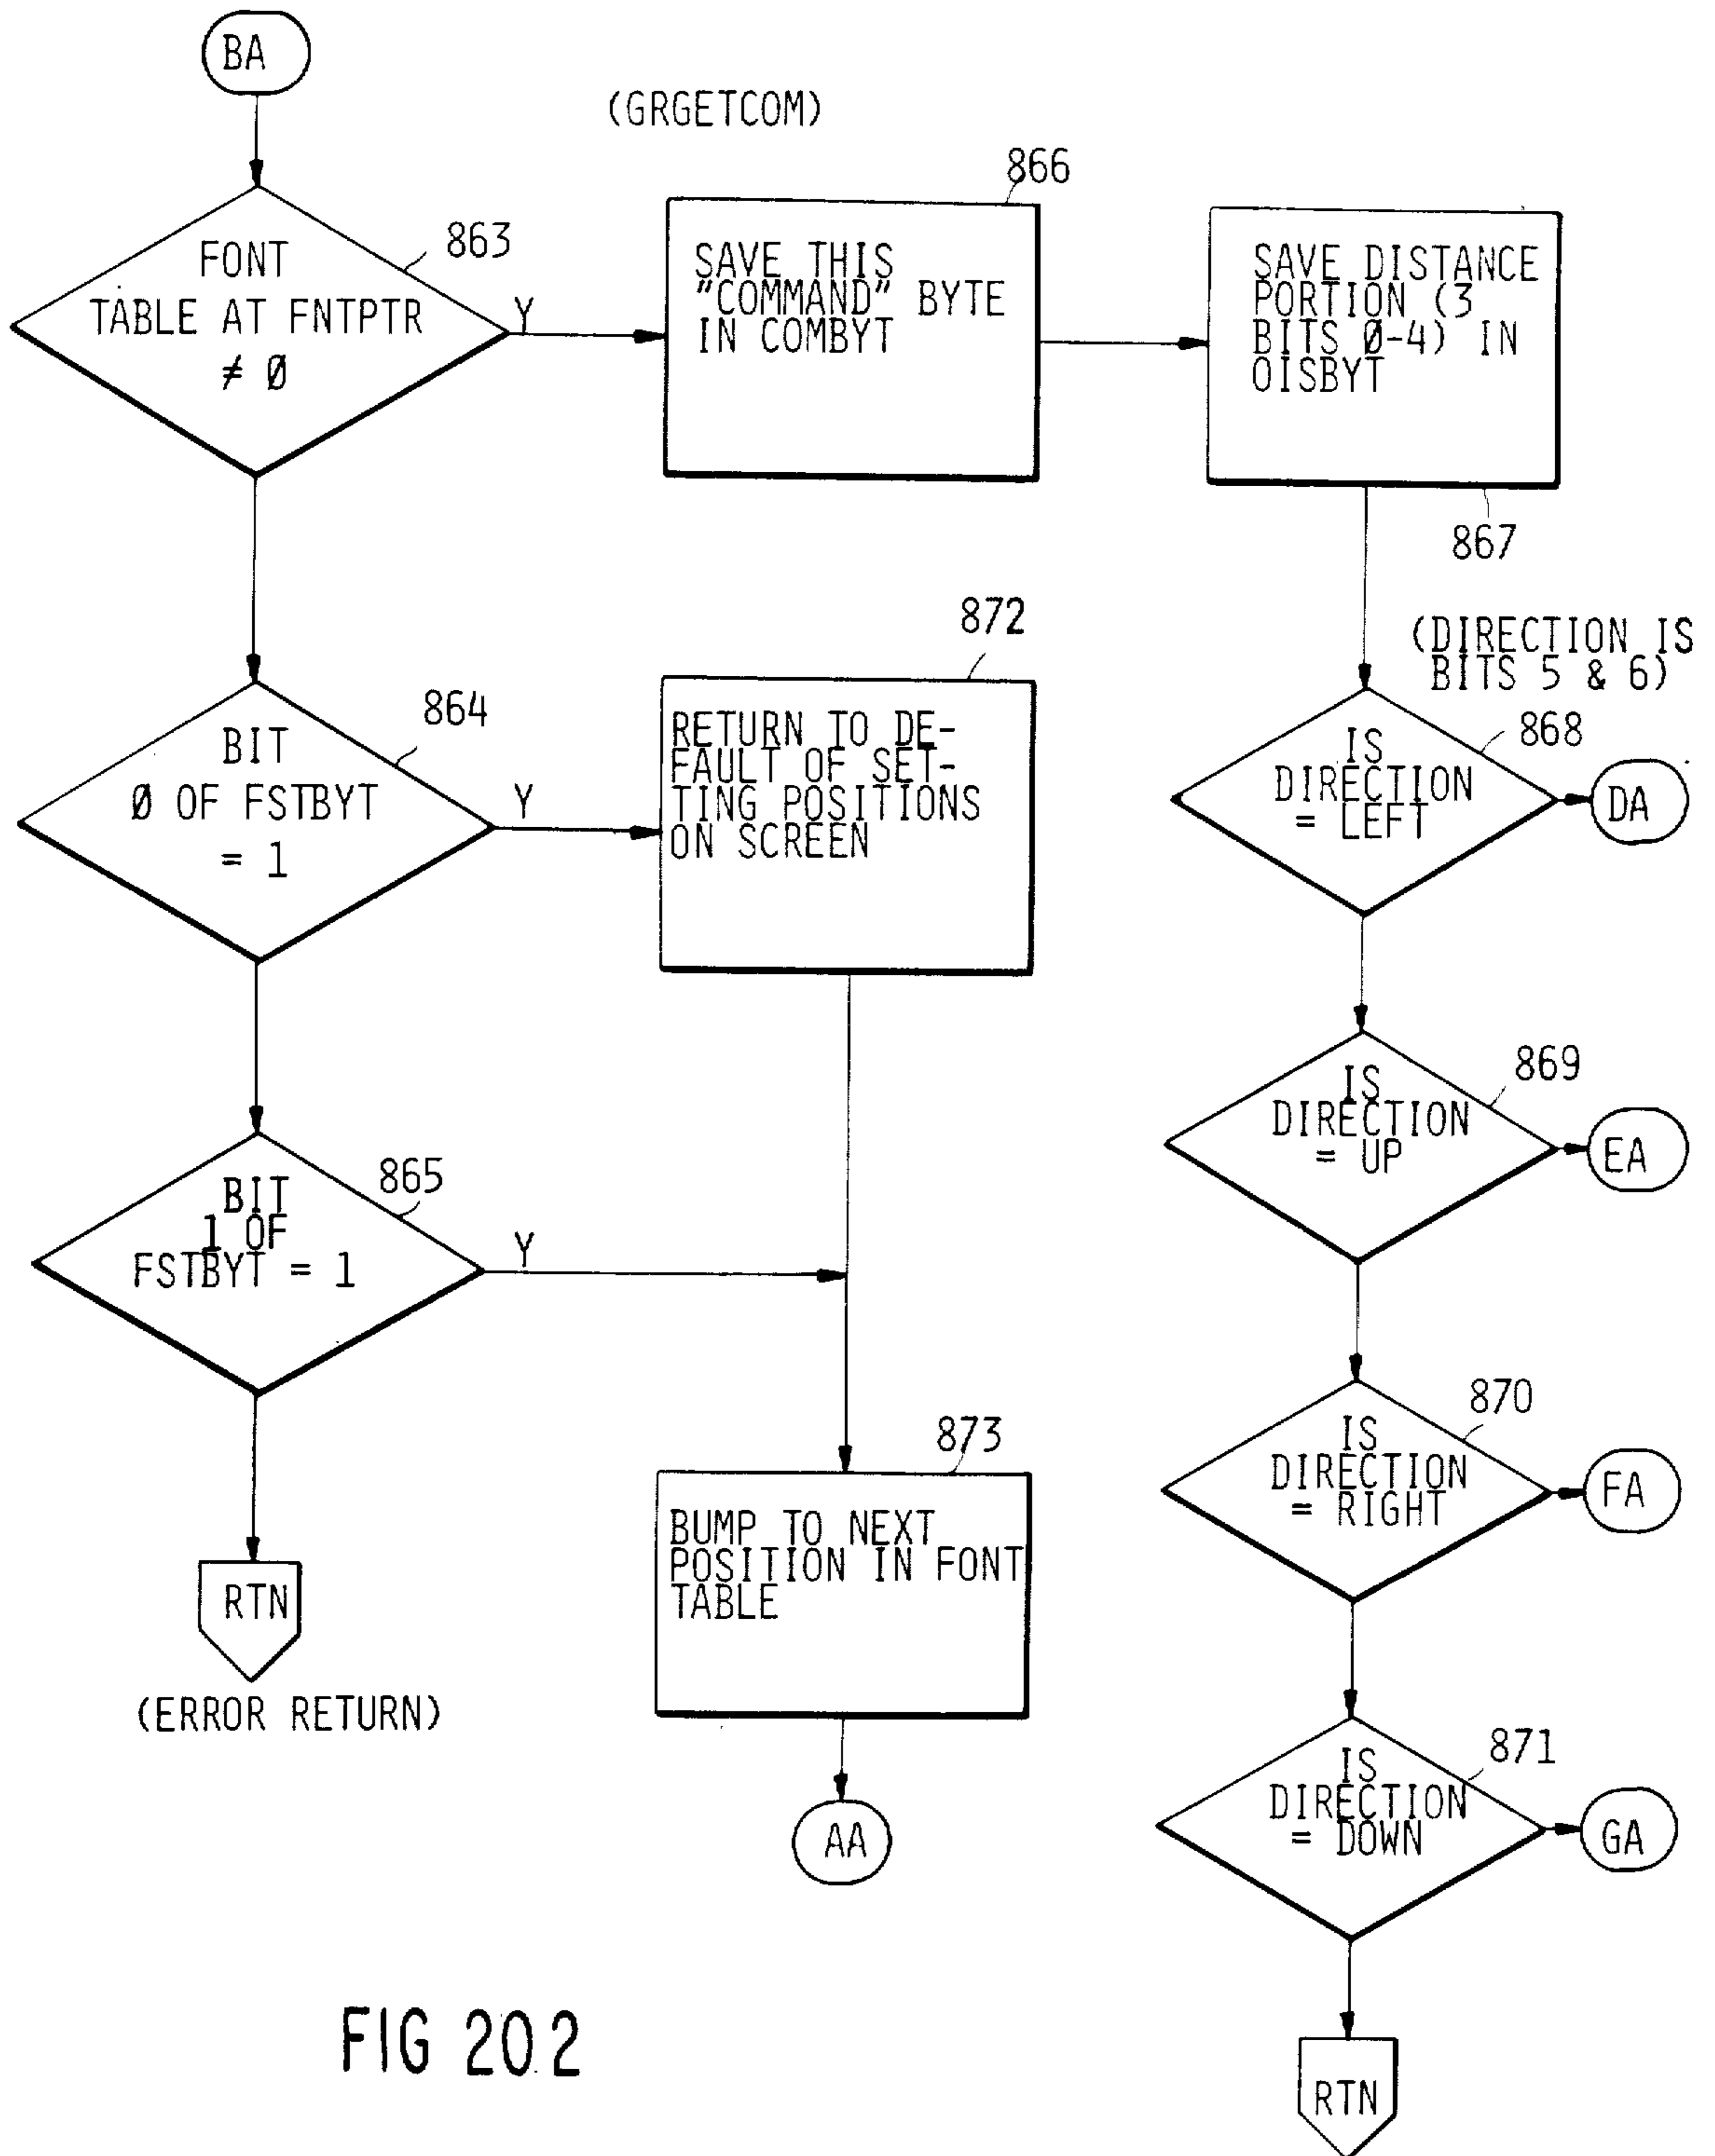 BA
(GRGETCOM)
863
FONT
TABLE AT FNTPTR
≠ Ø
Y
866
SAVE THIS
"COMMAND" BYTE
IN COMBYT
SAVE DISTANCE
PORTION (3
BITS Ø-4) IN
OISBYT
867
864
BIT
Ø OF FSTBYT
= 1
Y
872
RETURN TO DE-
FAULT OF SET-
TING POSITIONS
ON SCREEN
(DIRECTION IS
BITS 5 & 6)
868
IS
DIRECTION
= LEFT
DA
865
BIT
1 OF
FSTBYT = 1
Y
869
IS
DIRECTION
= UP
EA
873
BUMP TO NEXT
POSITION IN FONT
TABLE
870
IS
DIRECTION
= RIGHT
FA
RTN
(ERROR RETURN)
AA
871
IS
DIRECTION
= DOWN
GA
RTN
FIG 20.2